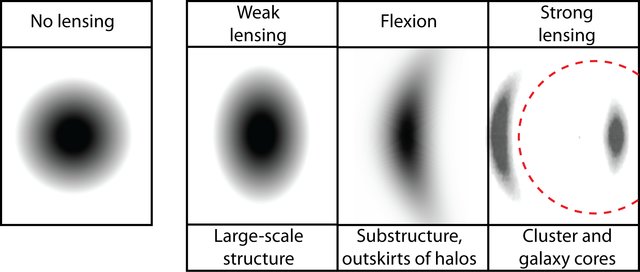 No lensing
Weak
lensing
Flexion
Strong
lensing
Large-scale
structure
Substructure,
outskirts of halos
Cluster and
galaxy cores